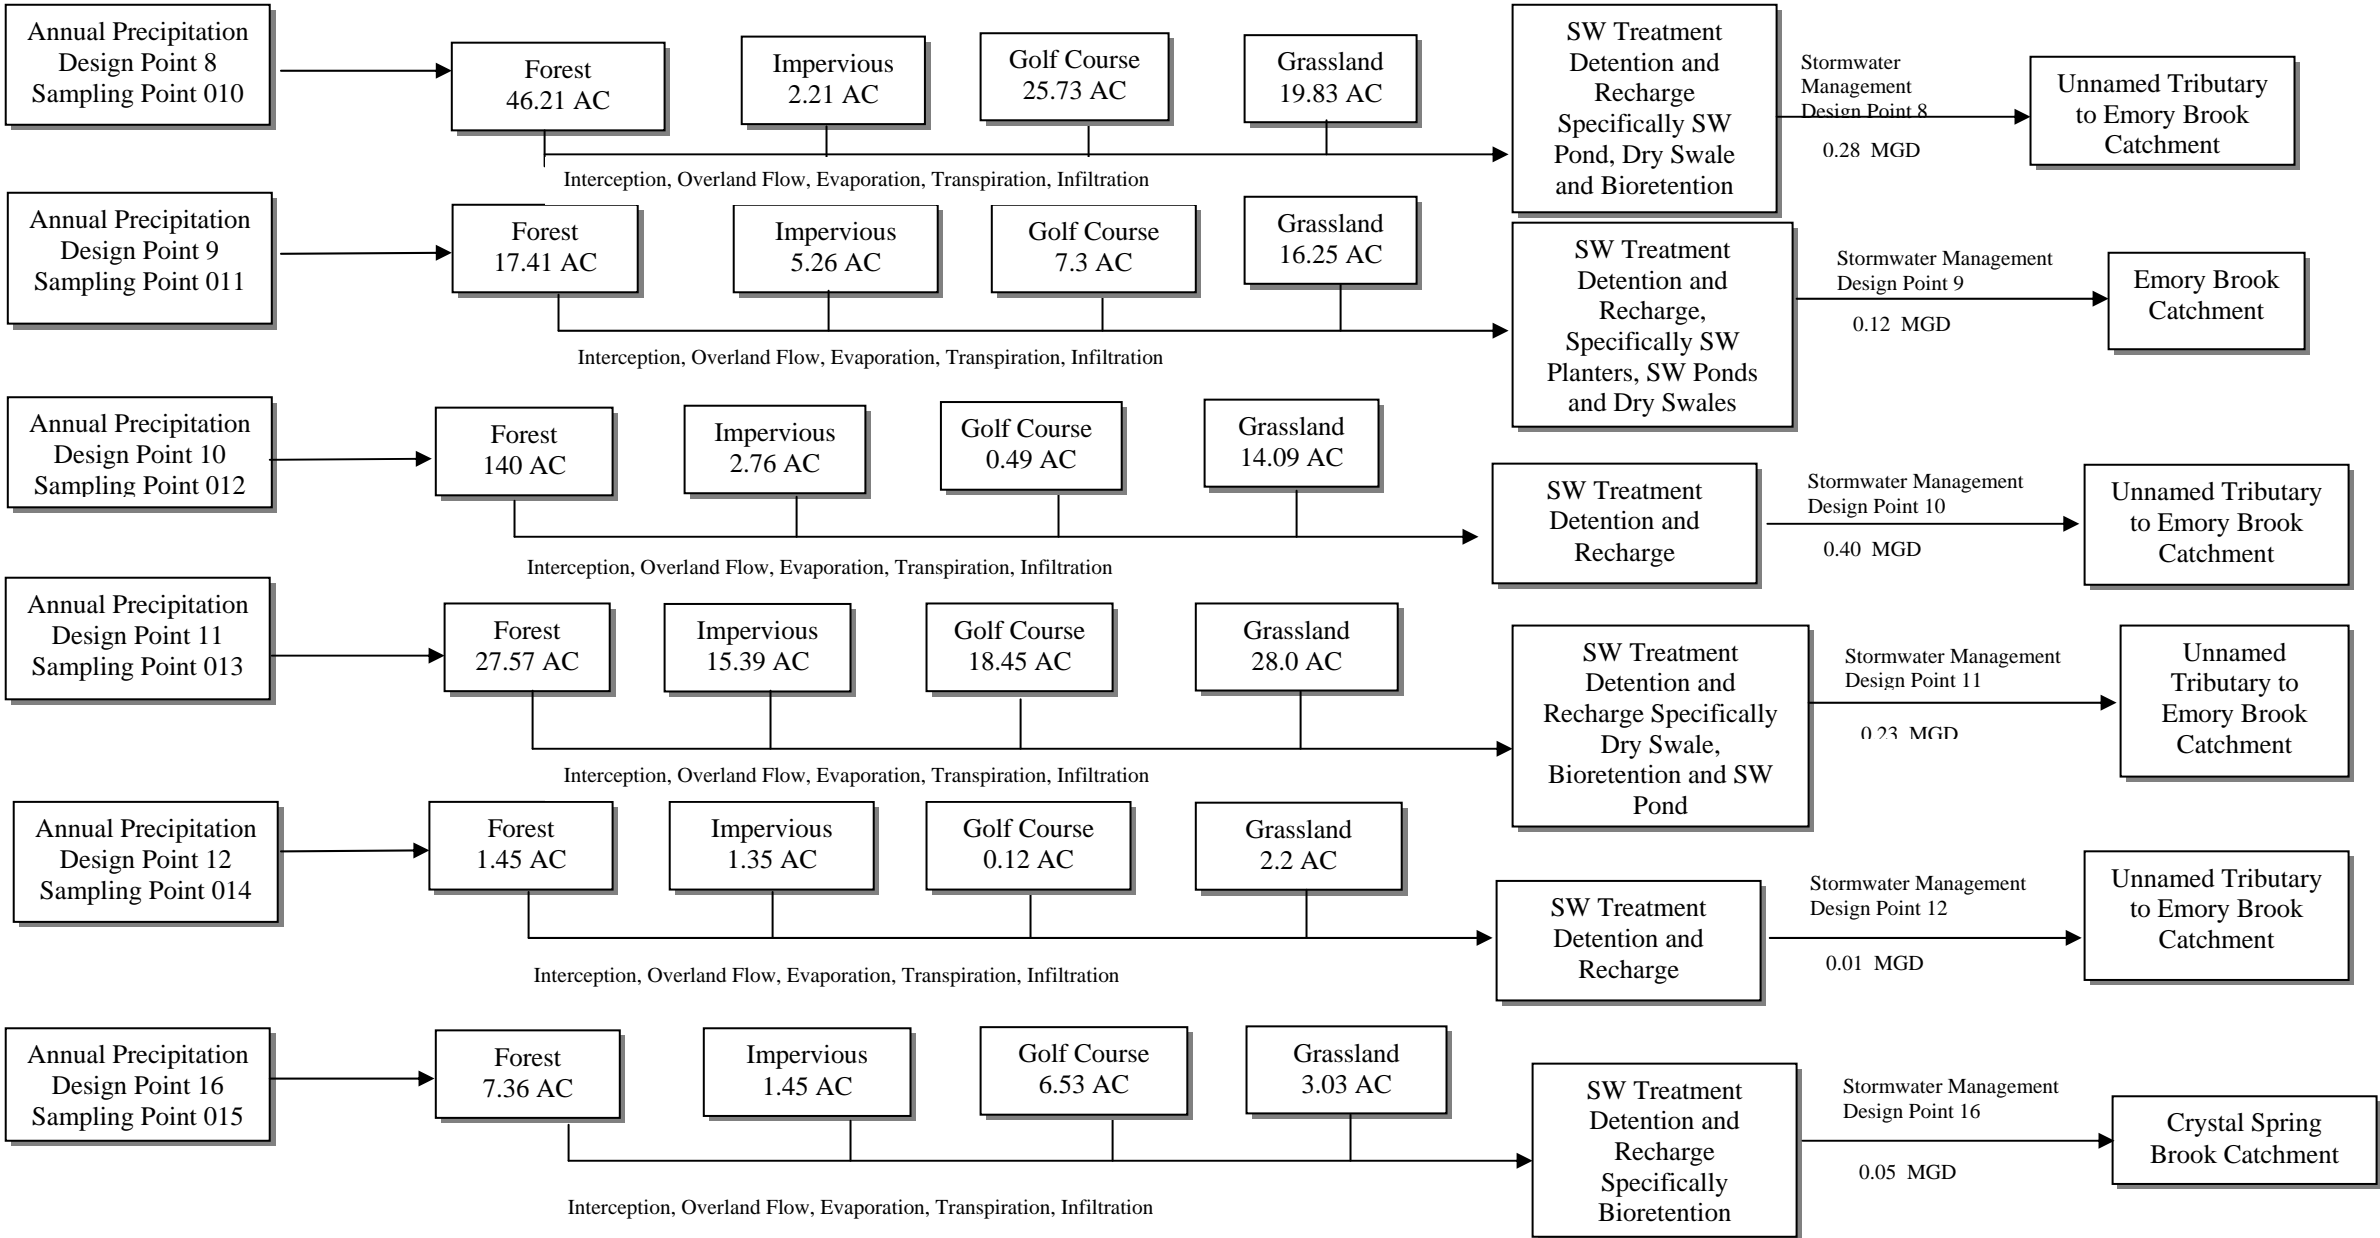 Annual Precipitation
Design Point 8
Sampling Point 010
Forest
46.21 AC
Impervious
2.21 AC
Golf Course
25.73 AC
Grassland
19.83 AC
Interception, Overland Flow, Evaporation, Transpiration, Infiltration
SW Treatment
Detention and
Recharge
Specifically SW
Pond, Dry Swale
and Bioretention
Stormwater
Management
Design Point 8
0.28 MGD
Unnamed Tributary
to Emory Brook
Catchment
Annual Precipitation
Design Point 9
Sampling Point 011
Forest
17.41 AC
Impervious
5.26 AC
Golf Course
7.3 AC
Grassland
16.25 AC
Interception, Overland Flow, Evaporation, Transpiration, Infiltration
SW Treatment
Detention and
Recharge,
Specifically SW
Planters, SW Ponds
and Dry Swales
Stormwater Management
Design Point 9
0.12 MGD
Emory Brook
Catchment
Annual Precipitation
Design Point 10
Sampling Point 012
Forest
140 AC
Impervious
2.76 AC
Golf Course
0.49 AC
Grassland
14.09 AC
Interception, Overland Flow, Evaporation, Transpiration, Infiltration
SW Treatment
Detention and
Recharge
Stormwater Management
Design Point 10
0.40 MGD
Unnamed Tributary
to Emory Brook
Catchment
Annual Precipitation
Design Point 11
Sampling Point 013
Forest
27.57 AC
Impervious
15.39 AC
Golf Course
18.45 AC
Grassland
28.0 AC
Interception, Overland Flow, Evaporation, Transpiration, Infiltration
SW Treatment
Detention and
Recharge Specifically
Dry Swale,
Bioretention and SW
Pond
Stormwater Management
Design Point 11
0.23 MGD
Unnamed
Tributary to
Emory Brook
Catchment
Annual Precipitation
Design Point 12
Sampling Point 014
Forest
1.45 AC
Impervious
1.35 AC
Golf Course
0.12 AC
Grassland
2.2 AC
Interception, Overland Flow, Evaporation, Transpiration, Infiltration
SW Treatment
Detention and
Recharge
Stormwater Management
Design Point 12
0.01 MGD
Unnamed Tributary
to Emory Brook
Catchment
Annual Precipitation
Design Point 16
Sampling Point 015
Forest
7.36 AC
Impervious
1.45 AC
Golf Course
6.53 AC
Grassland
3.03 AC
Interception, Overland Flow, Evaporation, Transpiration, Infiltration
SW Treatment
Detention and
Recharge
Specifically
Bioretention
Stormwater Management
Design Point 16
0.05 MGD
Crystal Spring
Brook Catchment